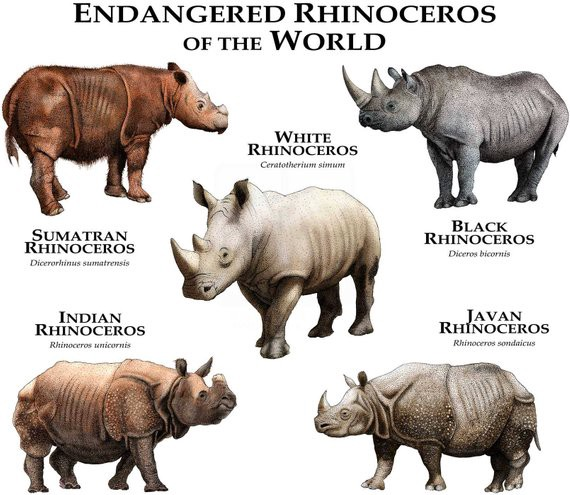 ENDANGERED RHINOCEROS
OF THE WORLD
WHITE
RHINOCEROS
Ceratotherium simum
SUMATRAN
RHINOCEROS
Dicerorhinus sumatrensis
BLACK
RHINOCEROS
Diceros bicornis
INDIAN
RHINOCEROS
Rhinoceros unicornis
JAVAN
RHINOCEROS
Rhinoceros sondaicus